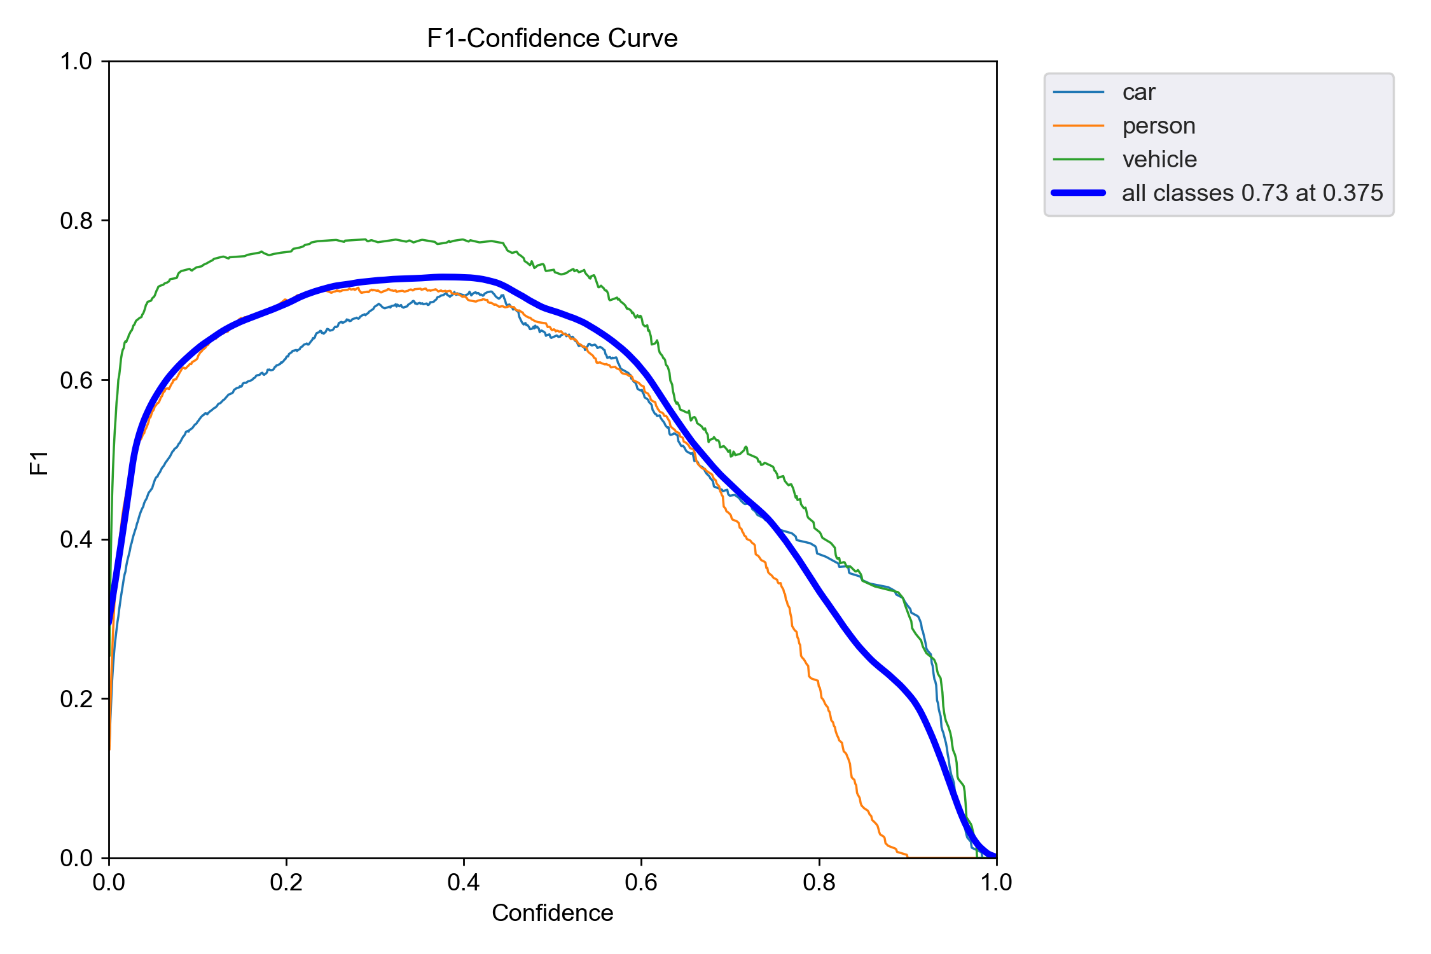 F1-Confidence Curve
1.0
0.8
0.6
0.4
0.2
0.0
F1
0.0 0.2 0.4 0.6 0.8 1.0
Confidence
car
person
vehicle
all classes 0.73 at 0.375